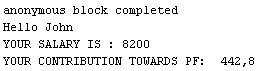 anonymous block completed
Hello John
YOUR SALARY IS : 8200
YOUR CONTRIBUTION TOWARDS PF:  442,8